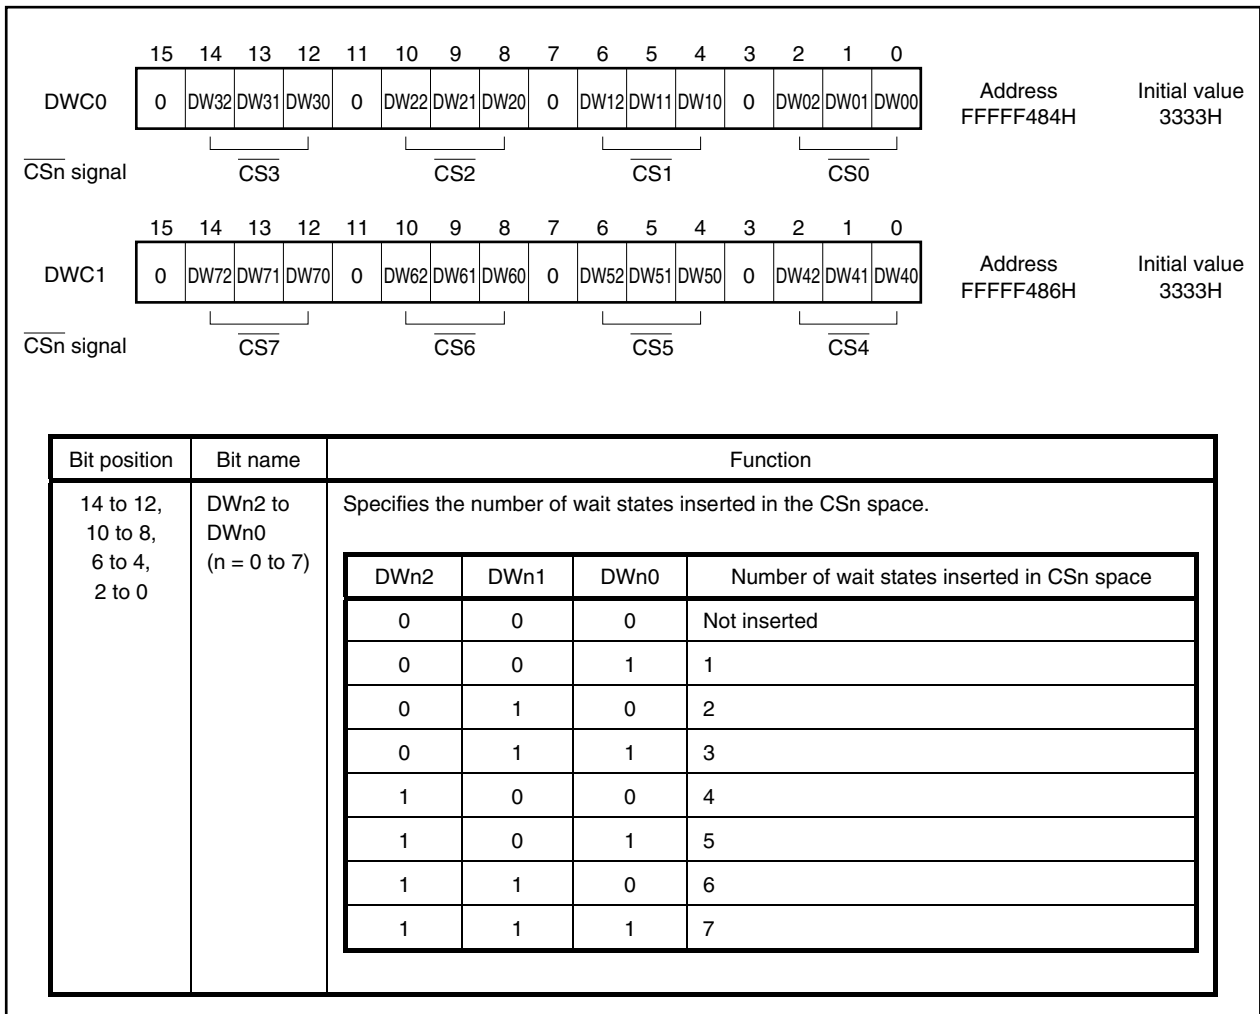 15 14 13 12 11 10 9 8 7 6 5 4 3 2 1 0
DWC0 0 DW32 DW31 DW30 0 DW22 DW21 DW20 0 DW12 DW11 DW10 0 DW02 DW01 DW00 Address FFFFF484H Initial value 3333H
CSn signal CS3 CS2 CS1 CS0
15 14 13 12 11 10 9 8 7 6 5 4 3 2 1 0
DWC1 0 DW72 DW71 DW70 0 DW62 DW61 DW60 0 DW52 DW51 DW50 0 DW42 DW41 DW40 Address FFFFF486H Initial value 3333H
CSn signal CS7 CS6 CS5 CS4
Bit position Bit name Function
14 to 12,
10 to 8,
6 to 4,
2 to 0
DWn2 to
DWn0
(n = 0 to 7)
Specifies the number of wait states inserted in the CSn space.
DWn2 DWn1 DWn0 Number of wait states inserted in CSn space
0 0 0 Not inserted
0 0 1 1
0 1 0 2
0 1 1 3
1 0 0 4
1 0 1 5
1 1 0 6
1 1 1 7